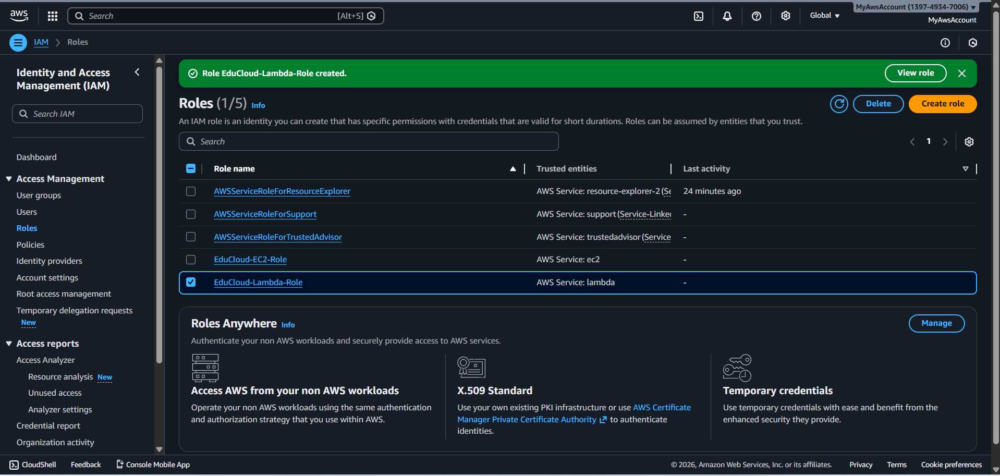 aws
Search [Alt+S]
Global
MyAwsAccount (1397-4934-7006)
MyAwsAccount
IAM
Roles
Identity and Access
Management (IAM)
Search IAM
Dashboard
Access Management
User groups
Users
Roles
Policies
Identity providers
Account settings
Root access management
Temporary delegation requests
New
Access reports
Access Analyzer
Resource analysis New
Unused access
Analyzer settings
Credential report
Organization activity
Role EduCloud-Lambda-Role created.
View role
Roles (1/5) Info
Delete
Create role
An IAM role is an identity you can create that has specific permissions with credentials that are valid for short durations. Roles can be assumed by entities that you trust.
Search
1
Role name Trusted entities Last activity
AWSServiceRoleForResourceExplorer AWS Service: resource-explorer-2 (Se 24 minutes ago
AWSServiceRoleForSupport AWS Service: support (Service-Linked -
AWSServiceRoleForTrustedAdvisor AWS Service: trustedadvisor (Service -
EduCloud-EC2-Role AWS Service: ec2 -
EduCloud-Lambda-Role AWS Service: lambda -
Roles Anywhere Info
Manage
Authenticate your non AWS workloads and securely provide access to AWS services.
Access AWS from your non AWS workloads
Operate your non AWS workloads using the same authentication
and authorization strategy that you use within AWS.
X.509 Standard
Use your own existing PKI infrastructure or use AWS Certificate
Manager Private Certificate Authority to authenticate
identities.
Temporary credentials
Use temporary credentials with ease and benefit from the
enhanced security they provide.
CloudShell
Feedback
Console Mobile App
© 2026, Amazon Web Services, Inc. or its affiliates.
Privacy
Terms
Cookie preferences